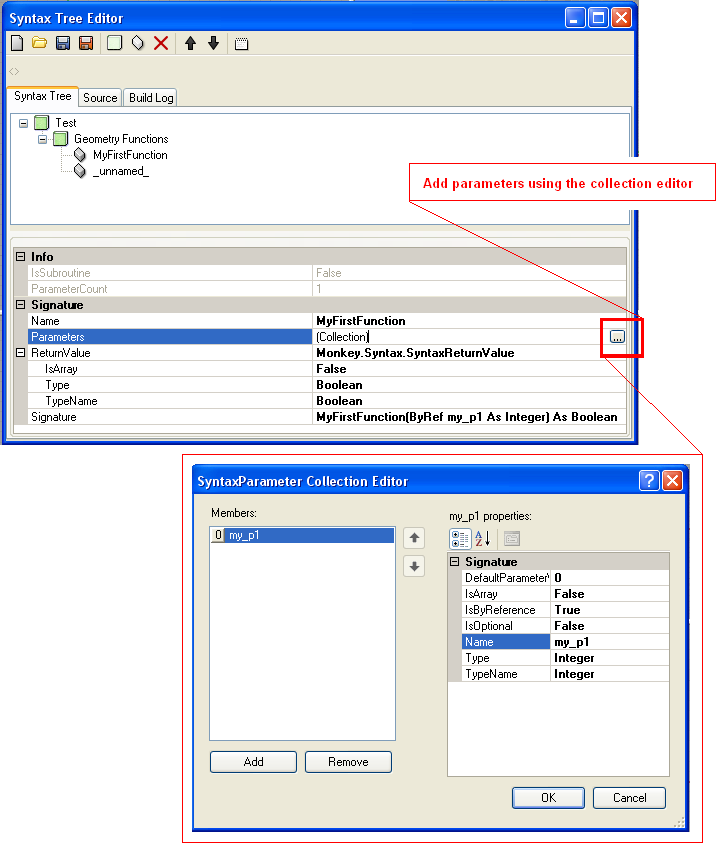 Syntax Tree Editor
Syntax Tree Source Build Log
Test
Geometry Functions
MyFirstFunction
_unnamed_
Add parameters using the collection editor
Info
IsSubroutine False
ParameterCount 1
Signature
Name MyFirstFunction
Parameters (Collection)
...
ReturnValue Monkey.Syntax.SyntaxReturnValue
IsArray False
Type Boolean
TypeName Boolean
Signature MyFirstFunction(ByRef my_p1 As Integer) As Boolean
SyntaxParameter Collection Editor
Members:
my_p1 properties:
0 my_p1
Signature
DefaultParameter 0
IsArray False
IsByReference True
IsOptional False
Name my_p1
Type Integer
TypeName Integer
Add Remove
OK Cancel